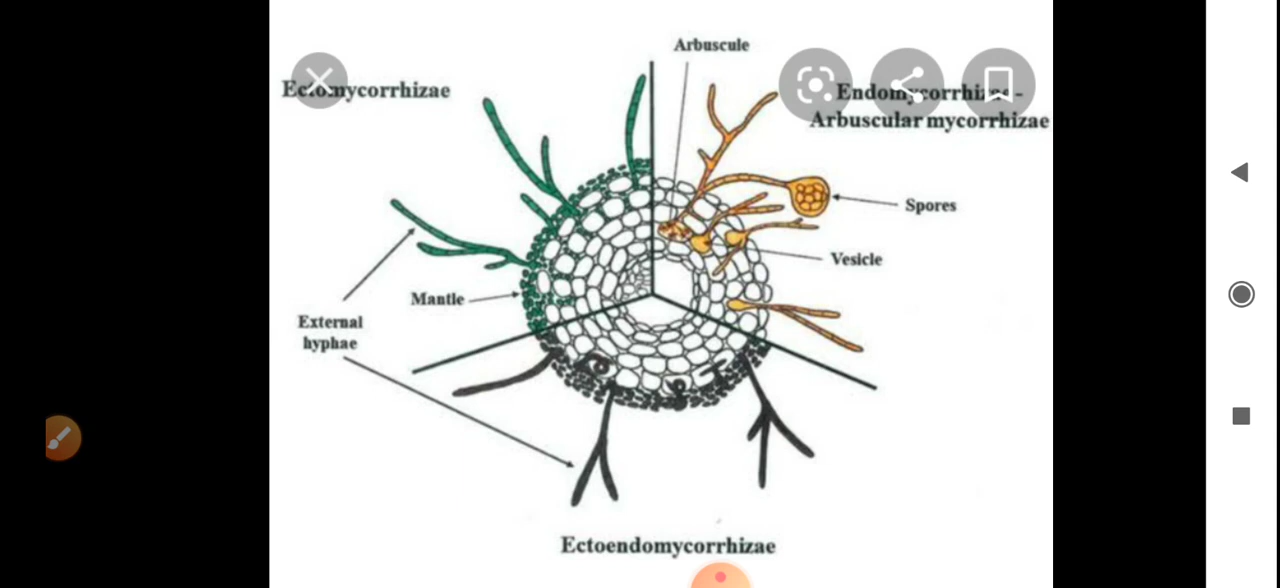 Arbuscule
Ectomycorrhizae
Endomycorrhizae -
Arbuscular mycorrhizae
Spores
Vesicle
Mantle
External
hyphae
Ectoendomycorrhizae